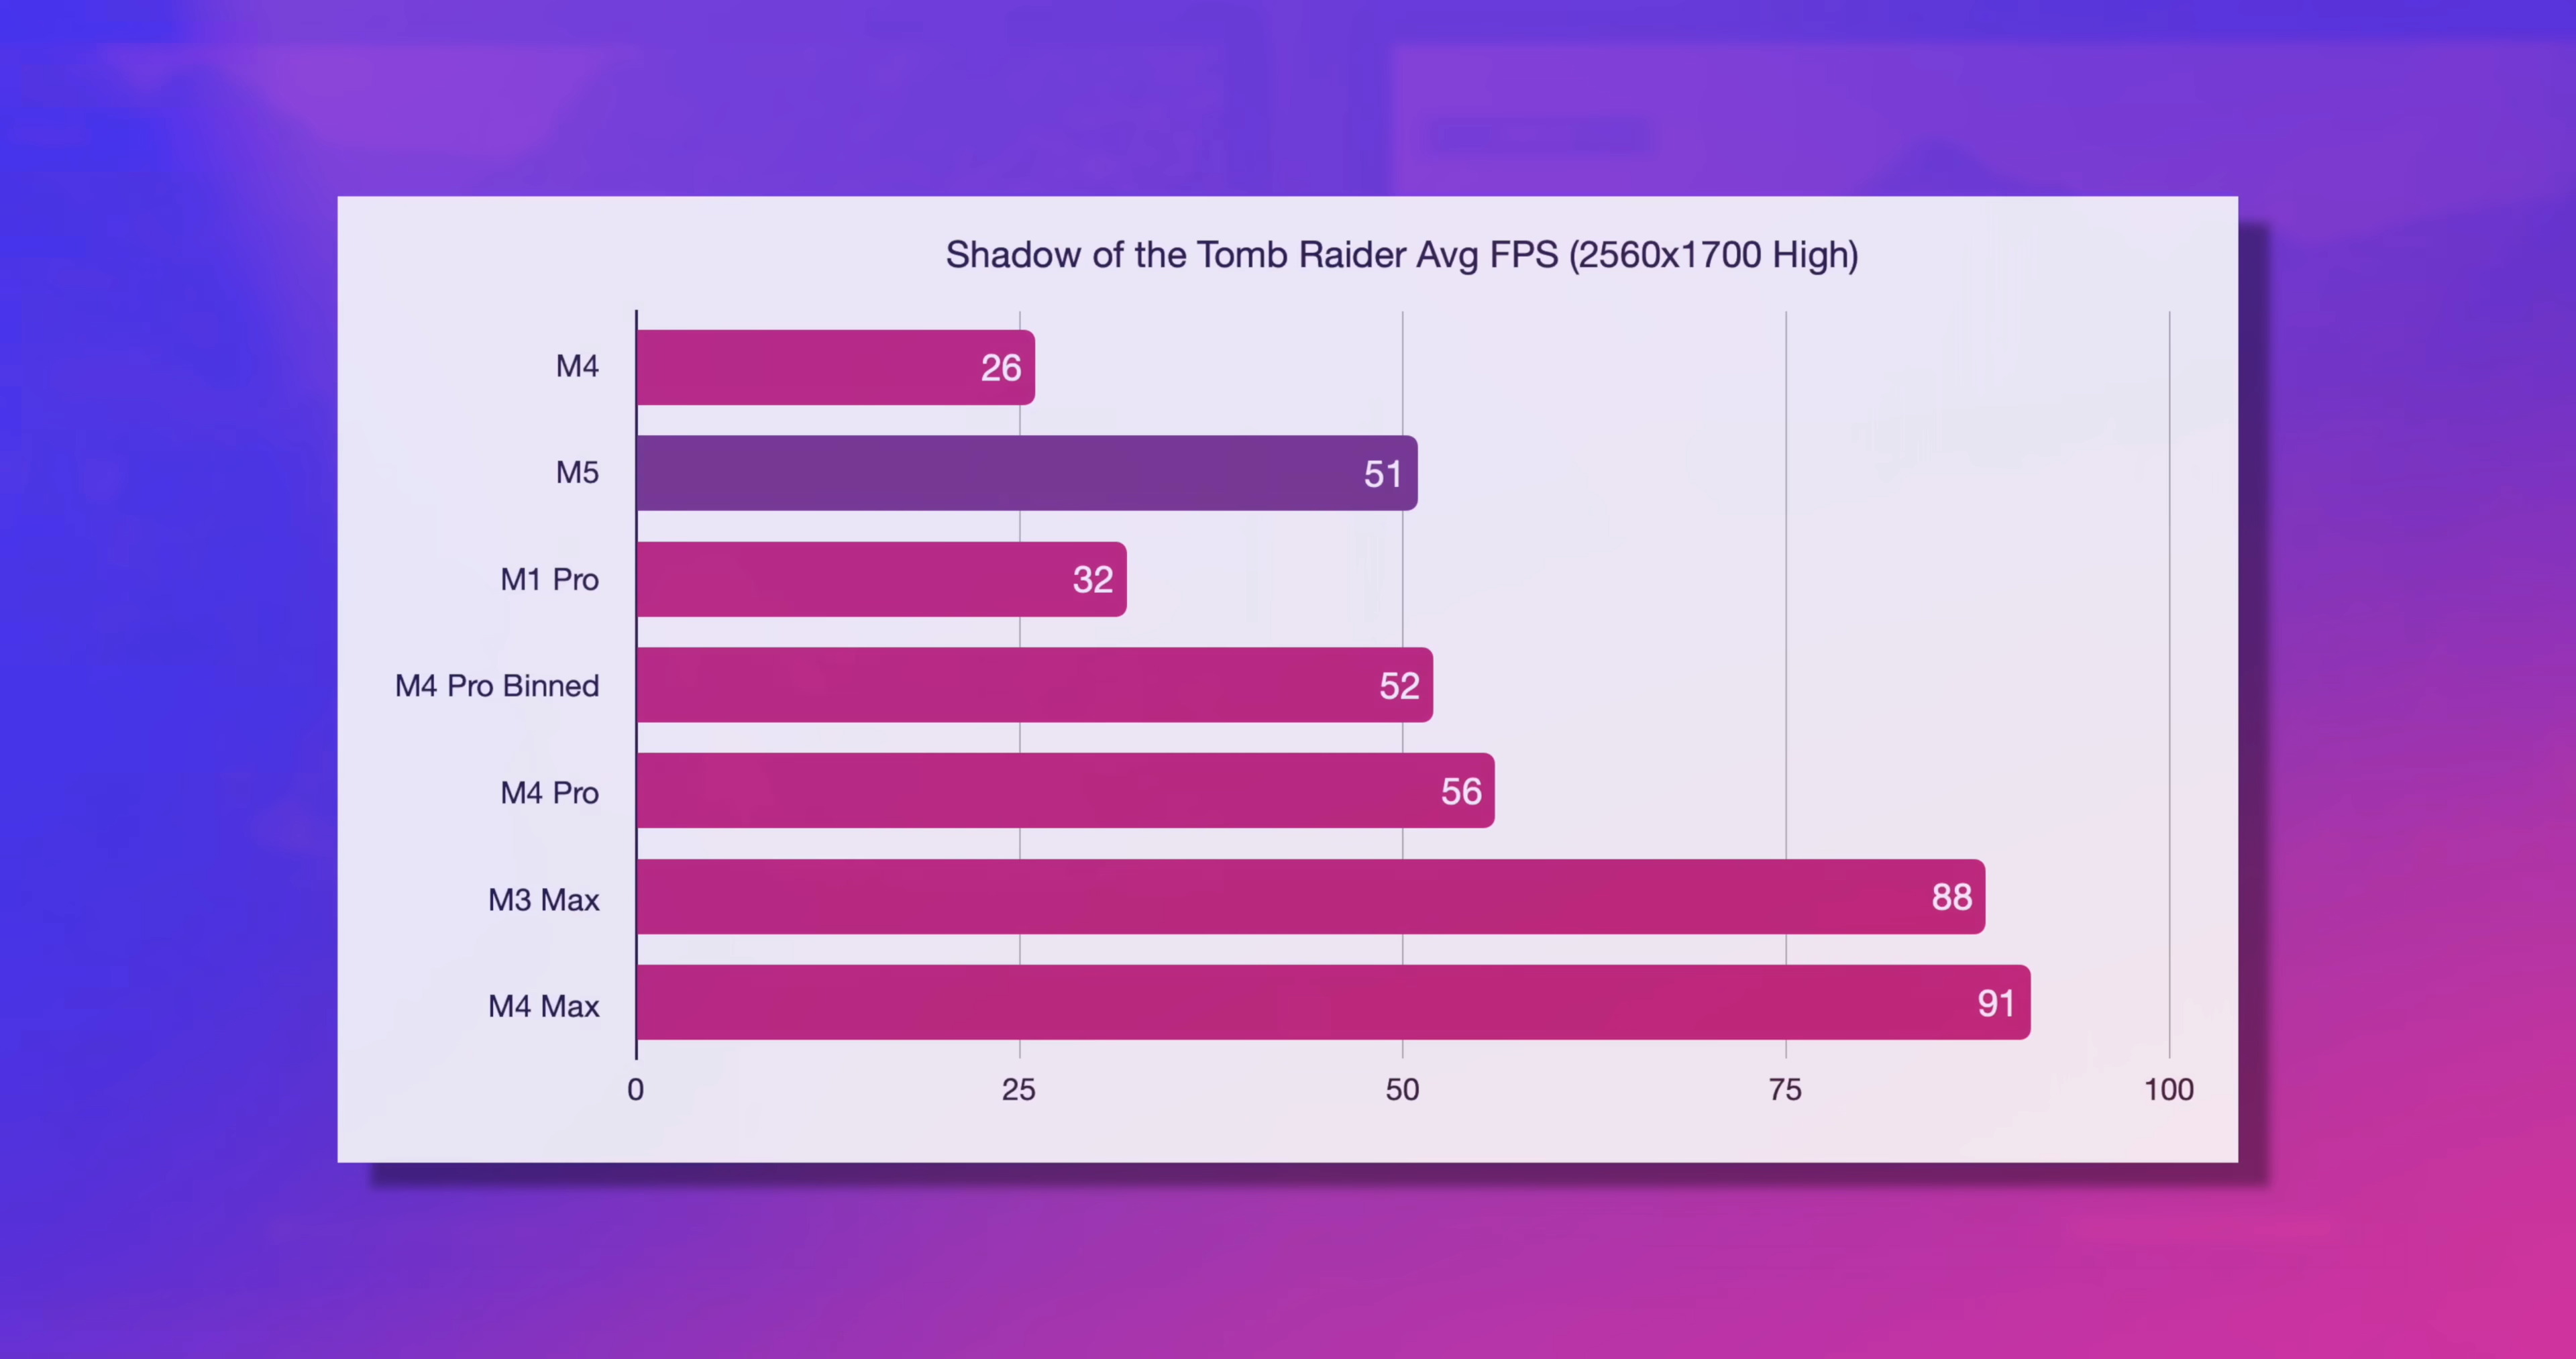 Shadow of the Tomb Raider Avg FPS (2560x1700 High)
M4 26
M5 51
M1 Pro 32
M4 Pro Binned 52
M4 Pro 56
M3 Max 88
M4 Max 91
0 25 50 75 100